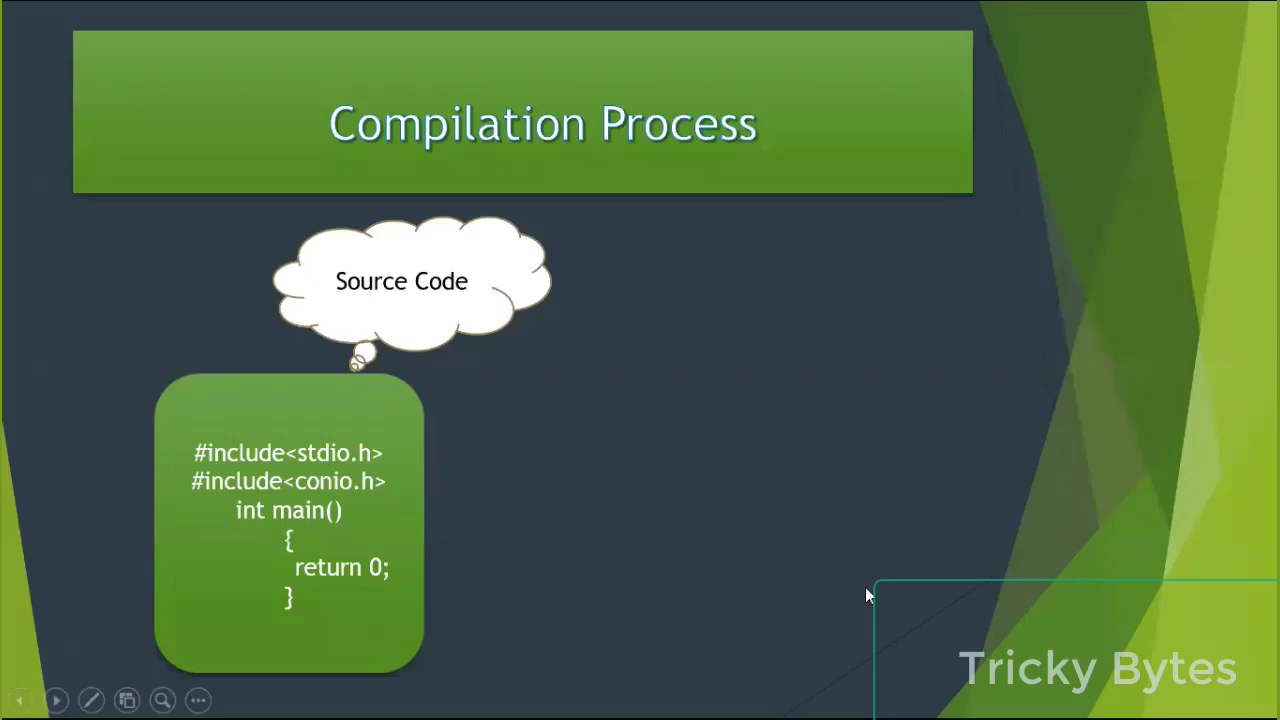 Compilation Process
Source Code
#include<stdio.h>
#include<conio.h>
int main()
{
return 0;
}
Tricky Bytes